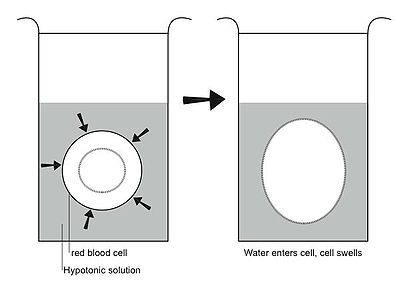 red blood cell
Hypotonic solution
Water enters cell, cell swells